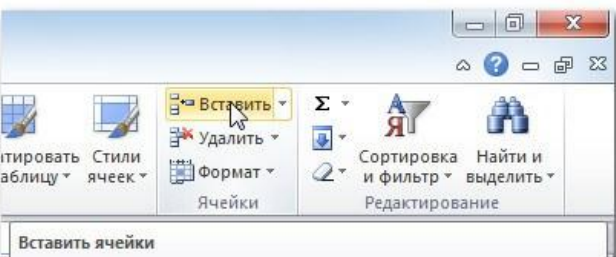 Вставить
Σ
Удалить
Формат
тировать Стили
аблицу ячеек
Сортировка
и фильтр
Найти и
выделить
Ячейки
Редактирование
Вставить ячейки